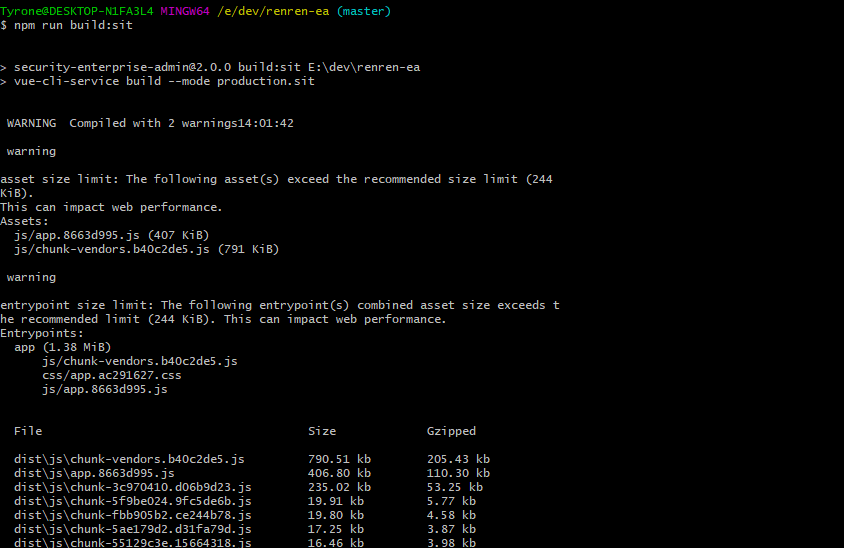 Tyrone@DESKTOP-N1FA3L4 MINGW64 /e/dev/renren-ea (master)
$ npm run build:sit
> security-enterprise-admin@2.0.0 build:sit E:\dev\renren-ea
> vue-cli-service build --mode production.sit
WARNING  Compiled with 2 warnings14:01:42
warning
asset size limit: The following asset(s) exceed the recommended size limit (244
KiB).
This can impact web performance.
Assets:
js/app.8663d995.js (407 KiB)
js/chunk-vendors.b40c2de5.js (791 KiB)
warning
entrypoint size limit: The following entrypoint(s) combined asset size exceeds t
he recommended limit (244 KiB). This can impact web performance.
Entrypoints:
app (1.38 MiB)
js/chunk-vendors.b40c2de5.js
css/app.ac291627.css
js/app.8663d995.js
File Size Gzipped
dist\js\chunk-vendors.b40c2de5.js 790.51 kb 205.43 kb
dist\js\app.8663d995.js 406.80 kb 110.30 kb
dist\js\chunk-3c970410.d06b9d23.js 235.02 kb 53.25 kb
dist\js\chunk-5f9be024.9fc5de6b.js 19.91 kb 5.77 kb
dist\js\chunk-fbb905b2.ce244b78.js 19.80 kb 4.58 kb
dist\js\chunk-5ae179d2.d31fa79d.js 17.25 kb 3.87 kb
dist\js\chunk-55129c3e.15664318.js 16.46 kb 3.98 kb